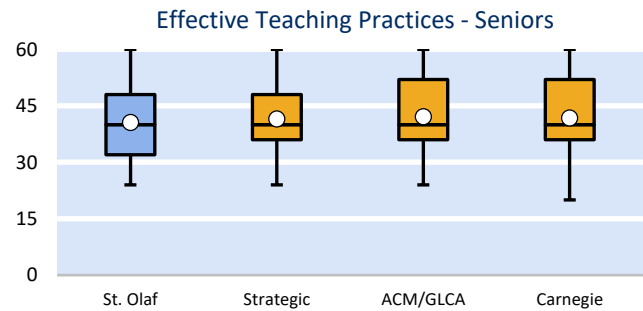 Effective Teaching Practices - Seniors
60
45
30
15
0
St. Olaf Strategic ACM/GLCA Carnegie